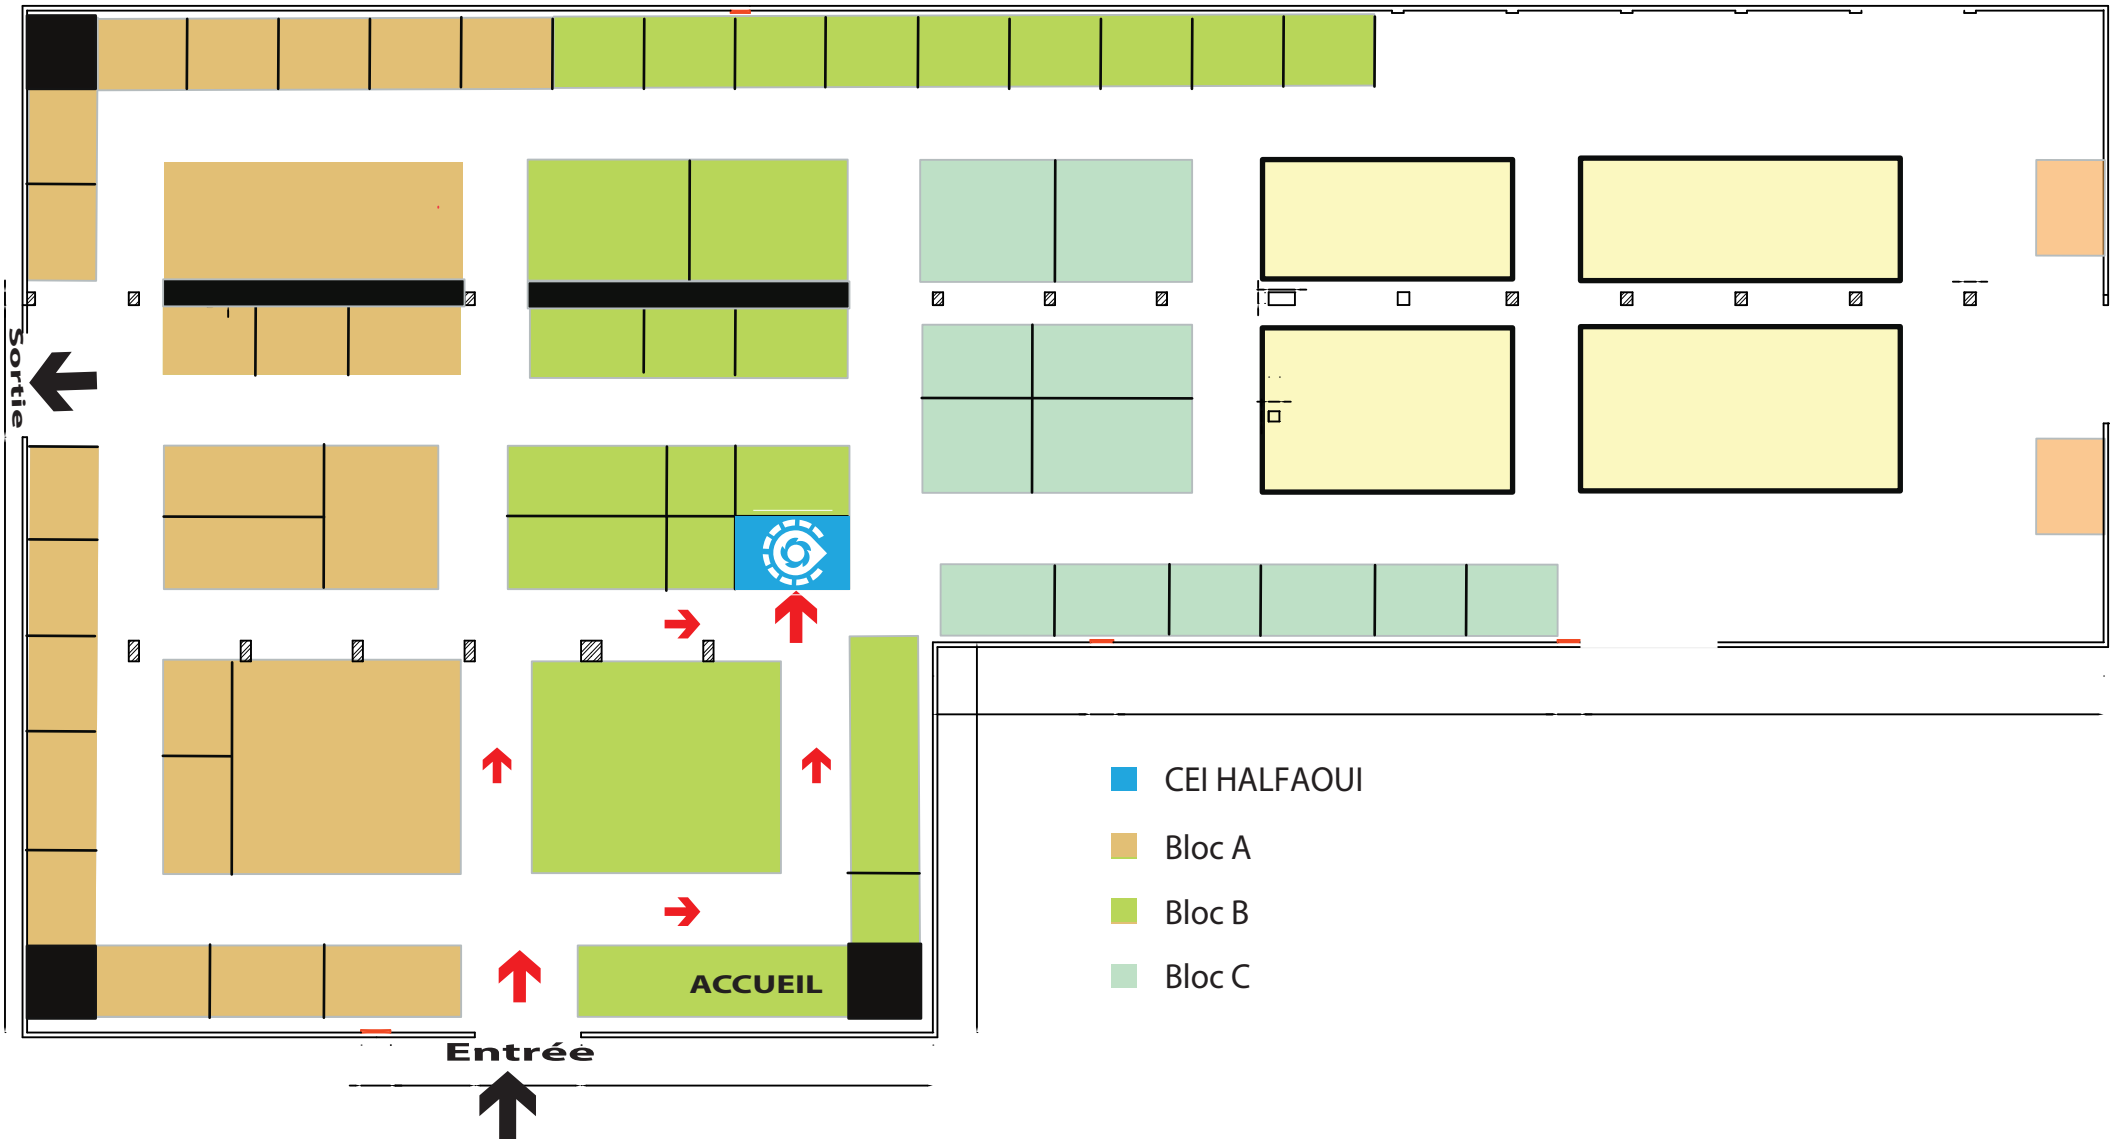 Sortie
CEI HALFAOUI
Bloc A
Bloc B
Bloc C
ACCUEIL
Entrée